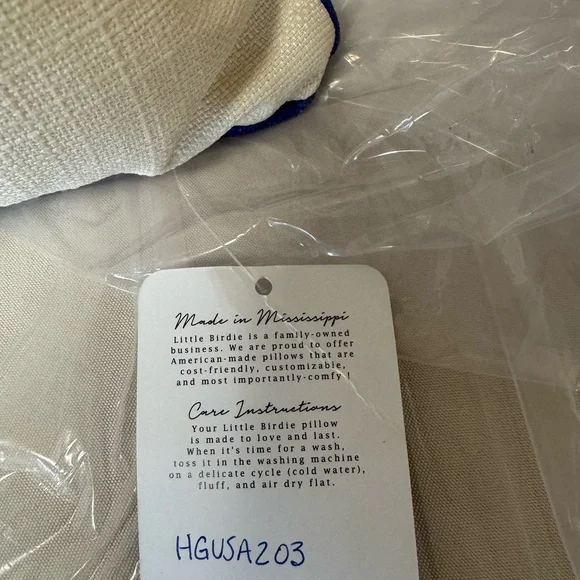 Made in Mississippi
Little Birdie is a family-owned
business. We are proud to offer
American-made pillows that are
cost-friendly, customizable,
and most importantly-comfy!
Care Instructions
Your Little Birdie pillow
is made to love and last.
When it's time for a wash,
toss it in the washing machine
on a delicate cycle (cold water),
fluff, and air dry flat.
HGUSA203